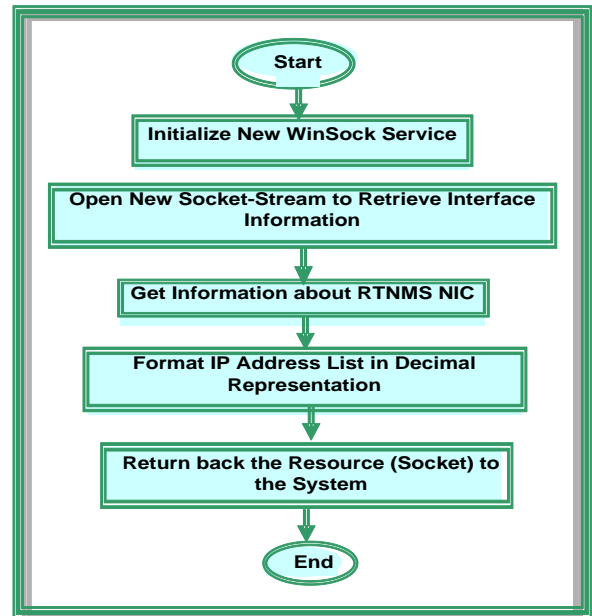 Start
Initialize New WinSock Service
Open New Socket-Stream to Retrieve Interface
Information
Get Information about RTNMS NIC
Format IP Address List in Decimal
Representation
Return back the Resource (Socket) to
the System
End